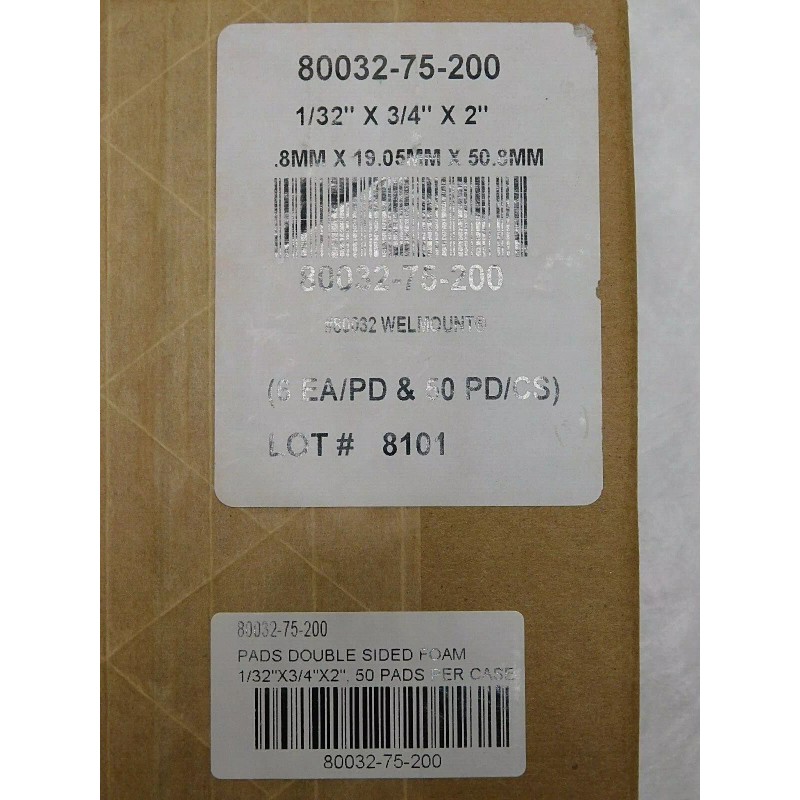 80032-75-200
1/32" X 3/4" X 2"
.8MM X 19.05MM X 50.8MM
80032-75-200
#80032 WELMOUNT®
(6 EA/PD & 50 PD/CS)
LOT # 8101
80032-75-200
PADS DOUBLE SIDED FOAM
1/32"X3/4"X2", 50 PADS PER CASE
80032-75-200